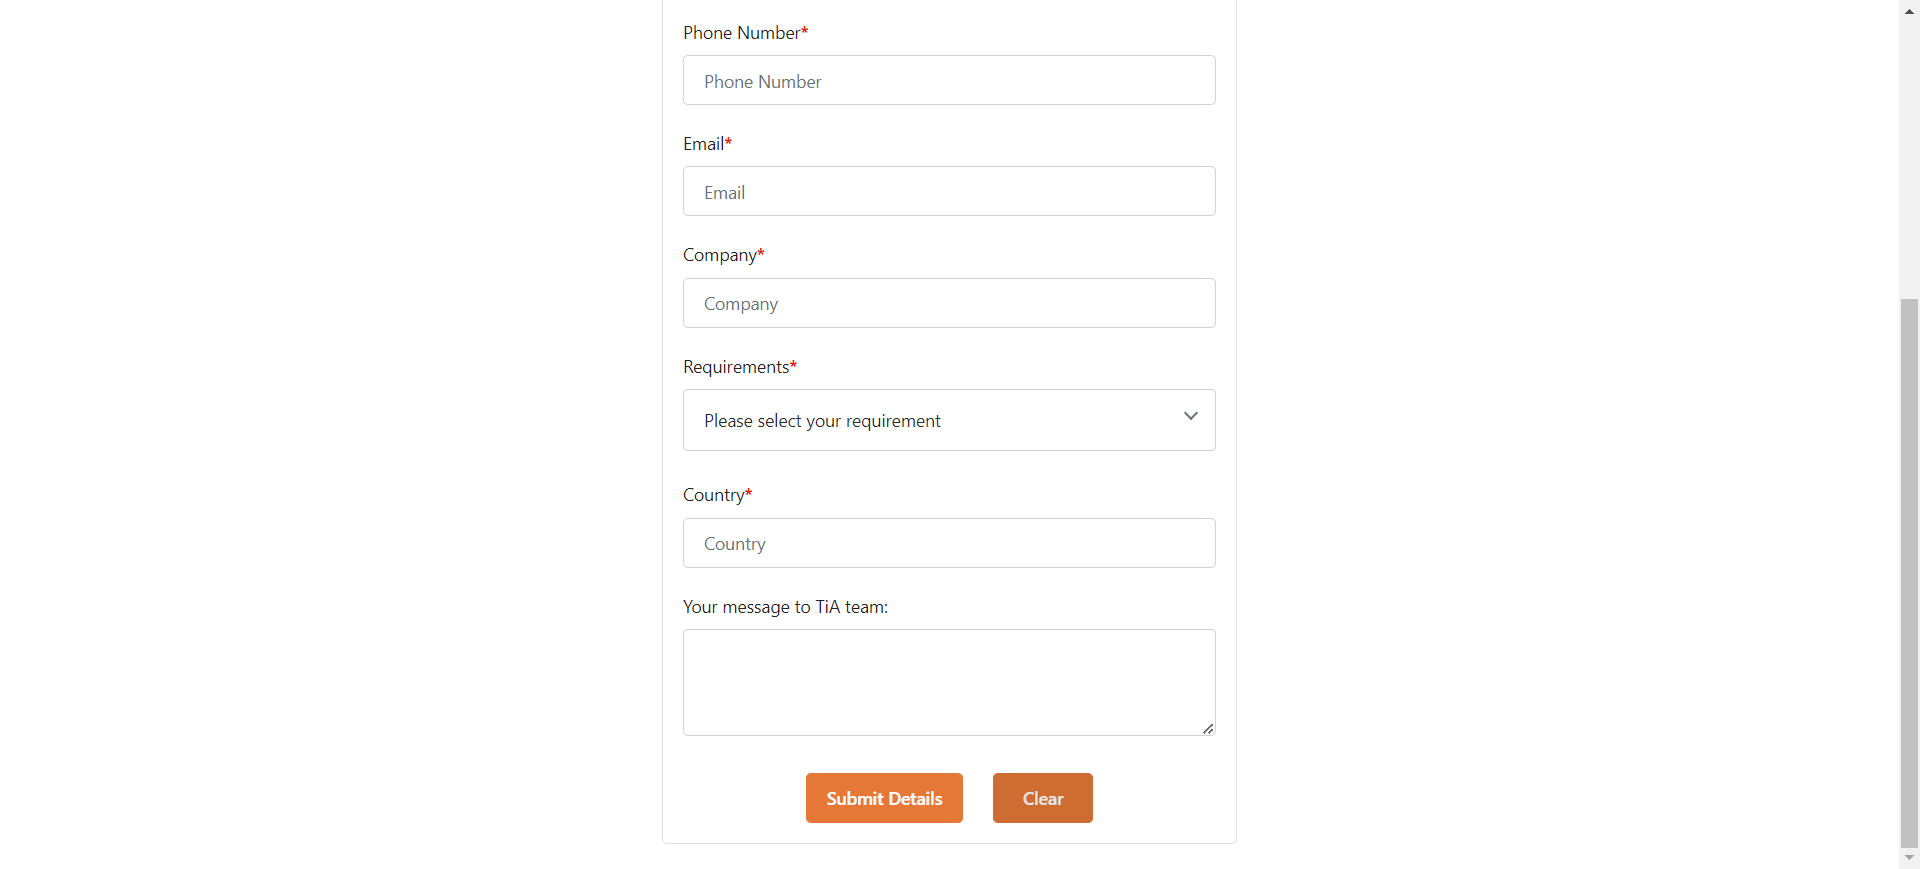 Phone Number*
Phone Number
Email*
Email
Company*
Company
Requirements*
Please select your requirement
Country*
Country
Your message to TiA team:
Submit Details
Clear